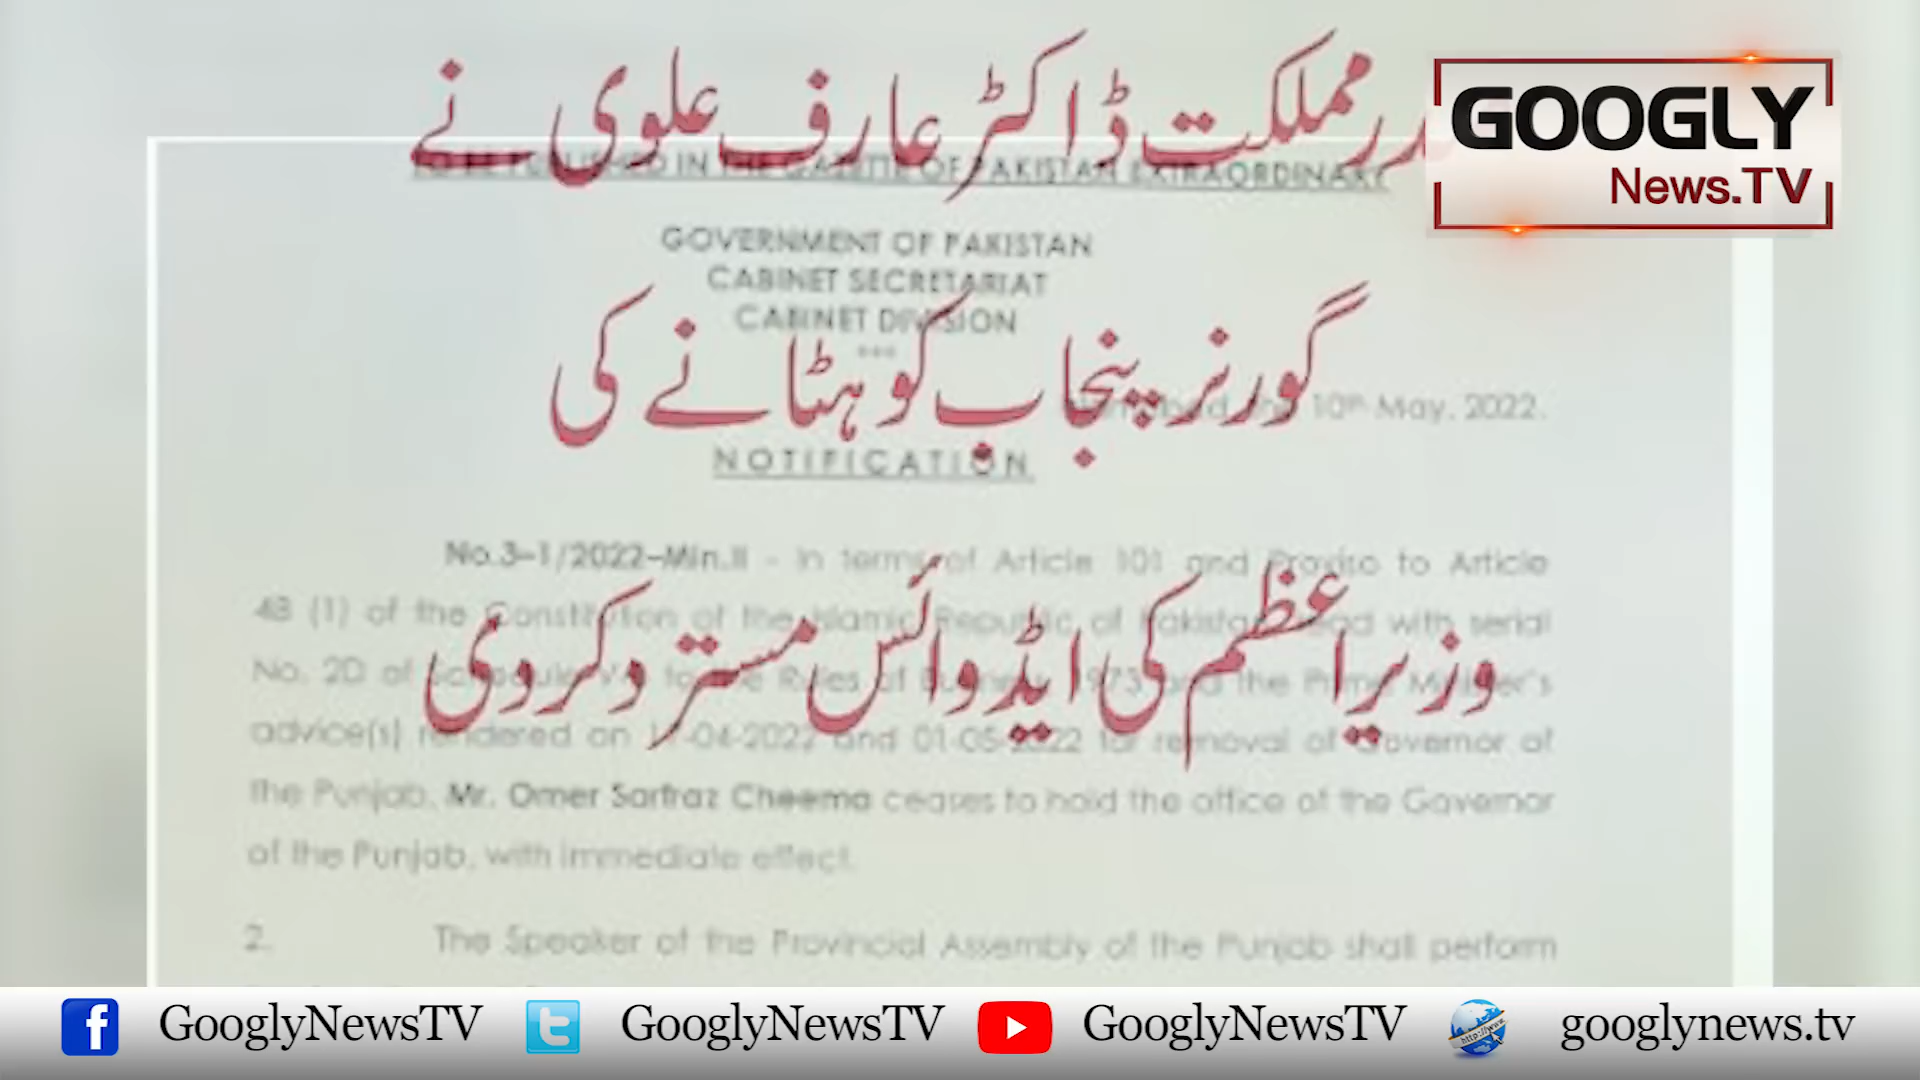 صدر مملکت ڈاکٹر عارف علوی نے
GOOGLY
News.TV
TO BE PUBLISHED IN THE GAZETTE OF PAKISTAN EXTRAORDINARY
GOVERNMENT OF PAKISTAN
CABINET SECRETARIAT
CABINET DIVISION
***
گورنر پنجاب کو ہٹانے کی
the 10th May, 2022.
NOTIFICATION
No.3-1/2022-Min.II - In terms of Article 101 and Proviso to Article
48 (1) of the Constitution of the Islamic Republic of Pakistan read with serial
وزیراعظم کی ایڈوائس مسترد کر دی
No. 2D of Schedule to the Rules of Business 1973 and the Prime Minister's
advice(s) rendered on 17-04-2022 and 01-05-2022 for removal of Governor of
the Punjab, Mr. Omer Sarfraz Cheema ceases to hold the office of the Governor
of the Punjab, with immediate effect.
2. The Speaker of the Provincial Assembly of the Punjab shall perform
GooglyNewsTV GooglyNewsTV GooglyNewsTV googlynews.tv